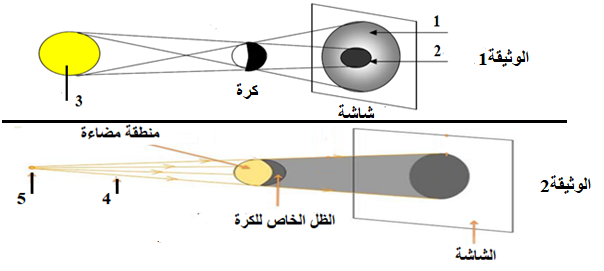 1
2
الوثيقة1
3
كرة
شاشة
منطقة مضاءة
5
4
الظل الخاص للكرة
الوثيقة2
الشاشة